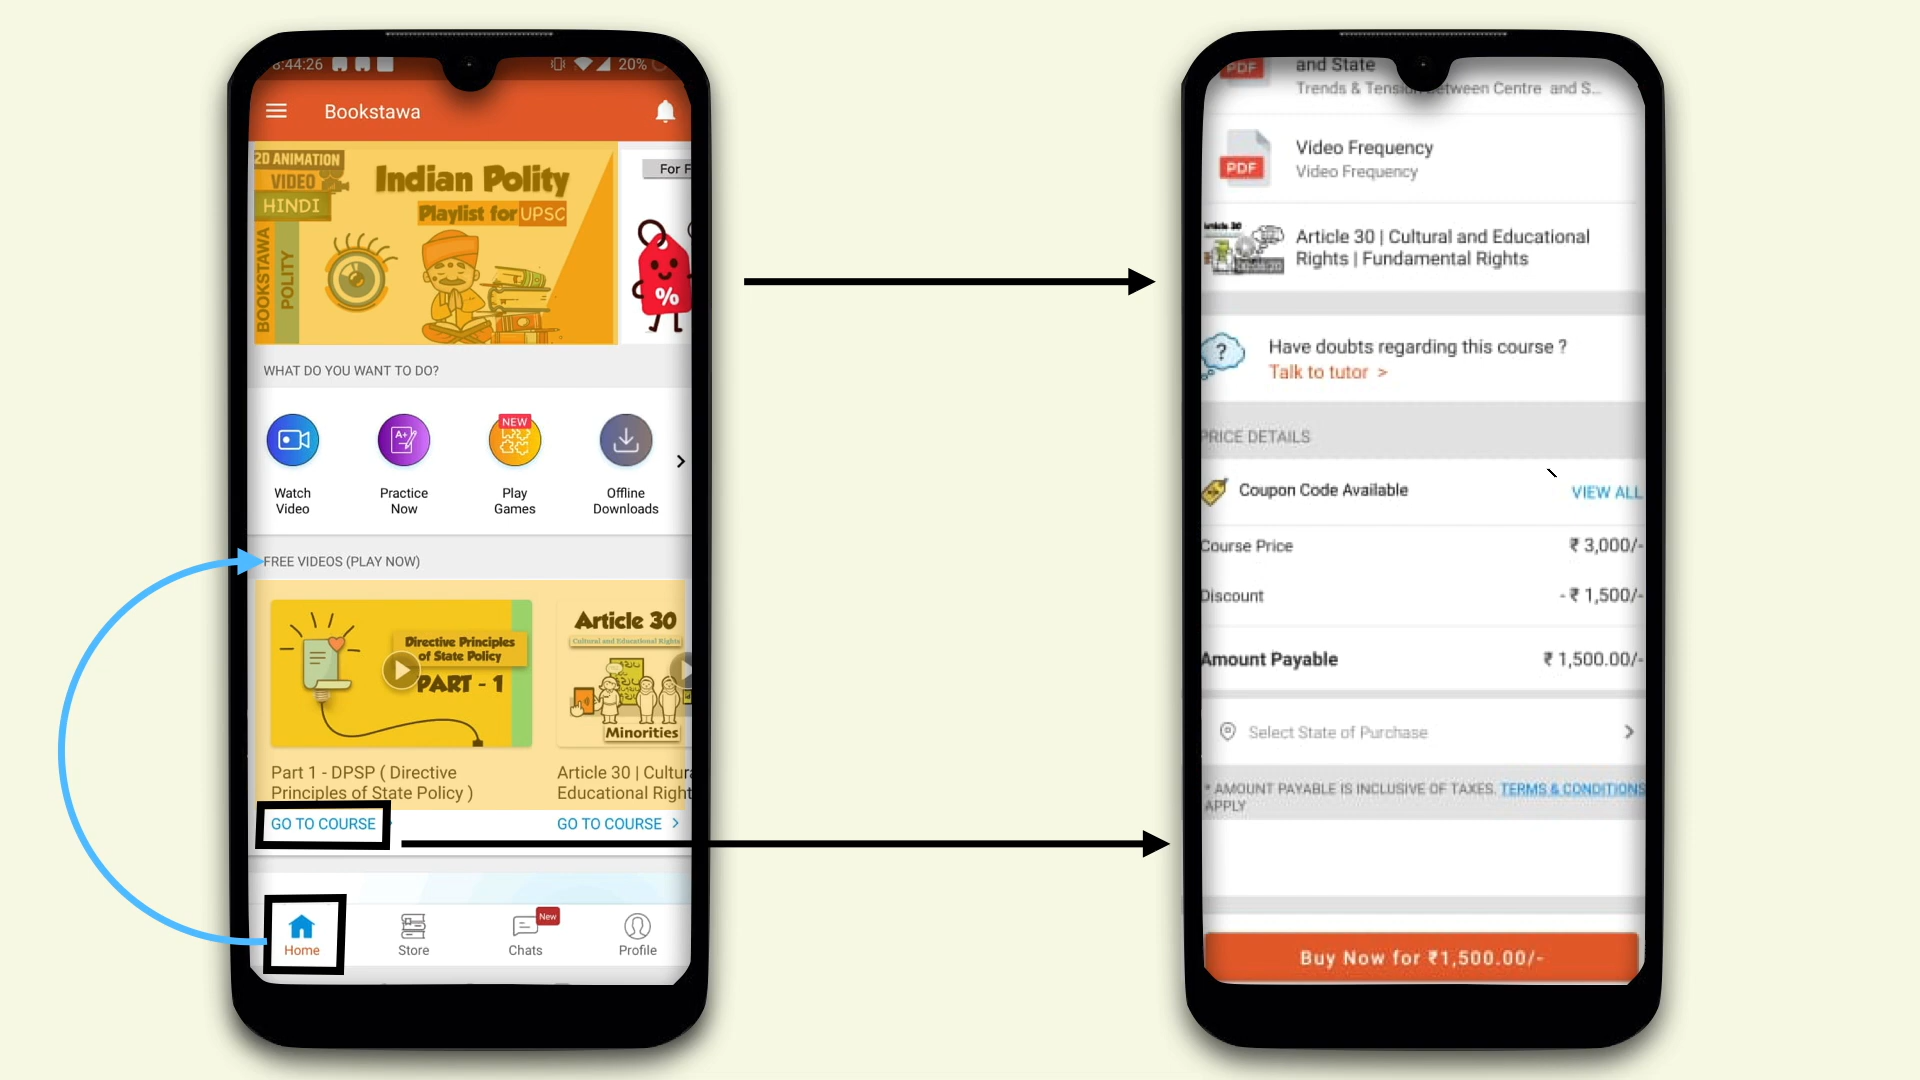 8:44:26
20%
Bookstawa
2D ANIMATION
VIDEO
HINDI
BOOKSTAWA
POLITY
Indian Polity
Playlist for UPSC
For F
%
WHAT DO YOU WANT TO DO?
A+
NEW
Watch
Video
Practice
Now
Play
Games
Offline
Downloads
FREE VIDEOS (PLAY NOW)
Directive Principles
of State Policy
PART - 1
Article 30
Cultural and Educational Rights
Minorities
Part 1 - DPSP ( Directive
Principles of State Policy )
Article 30 | Cultur
Educational Right
GO TO COURSE
GO TO COURSE >
Home
Store
New
Chats
Profile
PDF
and State
Trends & Tension between Centre and S...
PDF
Video Frequency
Video Frequency
Article 30
Article 30 | Cultural and Educational
Rights | Fundamental Rights
?
Have doubts regarding this course ?
Talk to tutor >
PRICE DETAILS
Coupon Code Available
VIEW ALL
Course Price
₹ 3,000/-
Discount
- ₹ 1,500/-
Amount Payable
₹ 1,500.00/-
Select State of Purchase
* AMOUNT PAYABLE IS INCLUSIVE OF TAXES. TERMS & CONDITIONS
APPLY
Buy Now for ₹1,500.00/-